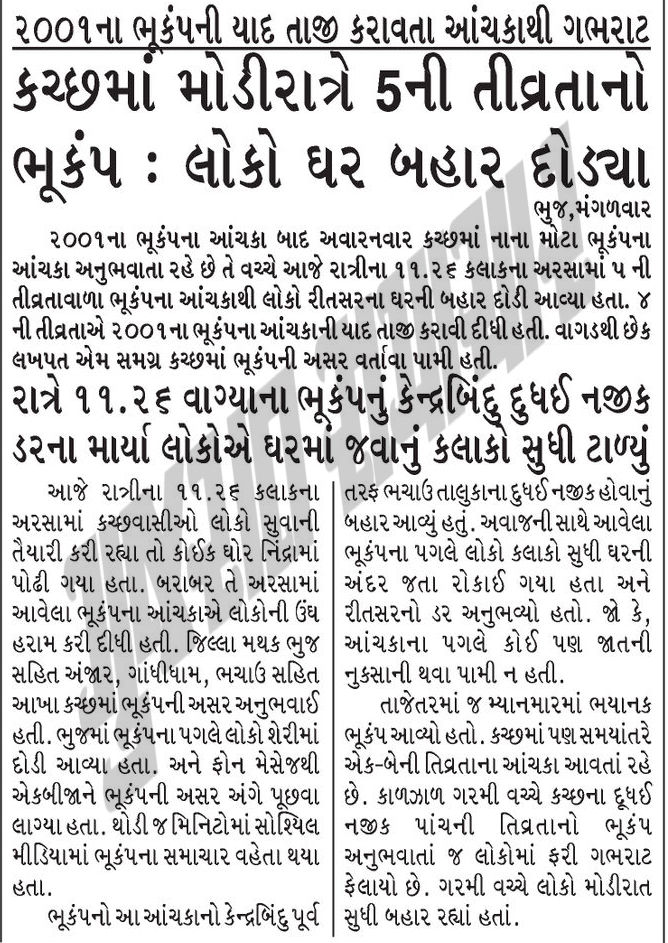 ૨૦૦૧ના ભૂકંપની યાદ તાજી કરાવતા આંચકાથી ગભરાટ
કચ્છમાં મોડીરાત્રે 5ની તીવ્રતાનો
ભૂકંપ : લોકો ઘર બહાર દોડ્યા
ભુજ,મંગળવાર
૨૦૦૧ના ભૂકંપના આંચકા બાદ અવારનવાર કચ્છમાં નાના મોટા ભૂકંપના
આંચકા અનુભવાતા રહે છે તે વચ્ચે આજે રાત્રીના ૧૧.૨૬ કલાકના અરસામાં ૫ ની
તીવ્રતાવાળા ભૂકંપના આંચકાથી લોકો રીતસરના ઘરની બહાર દોડી આવ્યા હતા. ૪
ની તીવ્રતાએ ૨૦૦૧ના ભૂકંપના આંચકાની યાદ તાજી કરાવી દીધી હતી. વાગડથી છેક
લખપત એમ સમગ્ર કચ્છમાં ભૂકંપની અસર વર્તાવા પામી હતી.
રાત્રે ૧૧.૨૬ વાગ્યાના ભૂકંપનું કેન્દ્રબિંદુ દુધઈ નજીક
ડરના માર્યા લોકોએ ઘરમાં જવાનું કલાકો સુધી ટાળ્યું
આજે રાત્રીના ૧૧.૨૬ કલાકના
અરસામાં કચ્છવાસીઓ લોકો સુવાની
તૈયારી કરી રહ્યા તો કોઈક ઘોર નિંદ્રામાં
પોઢી ગયા હતા. બરાબર તે અરસામાં
આવેલા ભૂકંપના આંચકાએ લોકોની ઉંઘ
હરામ કરી દીધી હતી. જિલ્લા મથક ભુજ
સહિત અંજાર, ગાંધીધામ, ભચાઉ સહિત
આખા કચ્છમાં ભૂકંપની અસર અનુભવાઈ
હતી. ભુજમાં ભૂકંપના પગલે લોકો શેરીમાં
દોડી આવ્યા હતા. અને ફોન મેસેજથી
એકબીજાને ભૂકંપની અસર અંગે પૂછવા
લાગ્યા હતા. થોડી જ મિનિટોમાં સોશ્યિલ
મીડિયામાં ભૂકંપના સમાચાર વહેતા થયા
હતા.
ભૂકંપનો આ આંચકાનો કેન્દ્રબિંદુ પૂર્વ
તરફ ભચાઉ તાલુકાના દુધઈ નજીક હોવાનું
બહાર આવ્યું હતું. અવાજની સાથે આવેલા
ભૂકંપના પગલે લોકો કલાકો સુધી ઘરની
અંદર જતા રોકાઈ ગયા હતા અને
રીતસરનો ડર અનુભવ્યો હતો. જો કે,
આંચકાના પગલે કોઈ પણ જાતની
નુકસાની થવા પામી ન હતી.
તાજેતરમાં જ મ્યાનમારમાં ભયાનક
ભૂકંપ આવ્યો હતો. કચ્છમાં પણ સમયાંતરે
એક-બેની તિવ્રતાના આંચકા આવતાં રહે
છે. કાળઝાળ ગરમી વચ્ચે કચ્છના દૂધઈ
નજીક પાંચની તિવ્રતાનો ભૂકંપ
અનુભવાતાં જ લોકોમાં ફરી ગભરાટ
ફેલાયો છે. ગરમી વચ્ચે લોકો મોડીરાત
સુધી બહાર રહ્યાં હતાં.
ગુજરાત સમાચાર